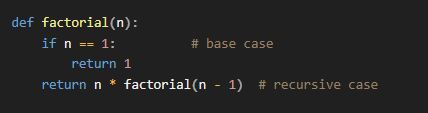 def factorial(n):
    if n == 1:          # base case
        return 1
    return n * factorial(n - 1)  # recursive case